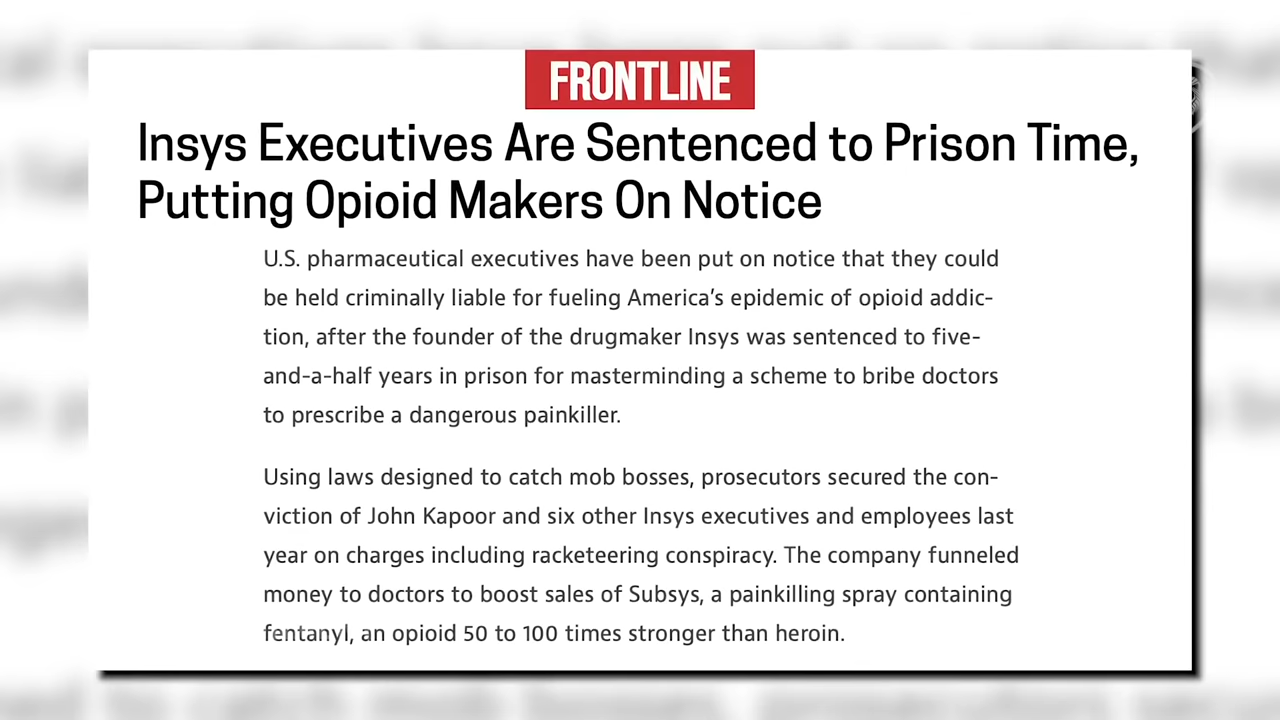 FRONTLINE
Insys Executives Are Sentenced to Prison Time,
Putting Opioid Makers On Notice
U.S. pharmaceutical executives have been put on notice that they could
be held criminally liable for fueling America's epidemic of opioid addic-
tion, after the founder of the drugmaker Insys was sentenced to five-
and-a-half years in prison for masterminding a scheme to bribe doctors
to prescribe a dangerous painkiller.
Using laws designed to catch mob bosses, prosecutors secured the con-
viction of John Kapoor and six other Insys executives and employees last
year on charges including racketeering conspiracy. The company funneled
money to doctors to boost sales of Subsys, a painkilling spray containing
fentanyl, an opioid 50 to 100 times stronger than heroin.